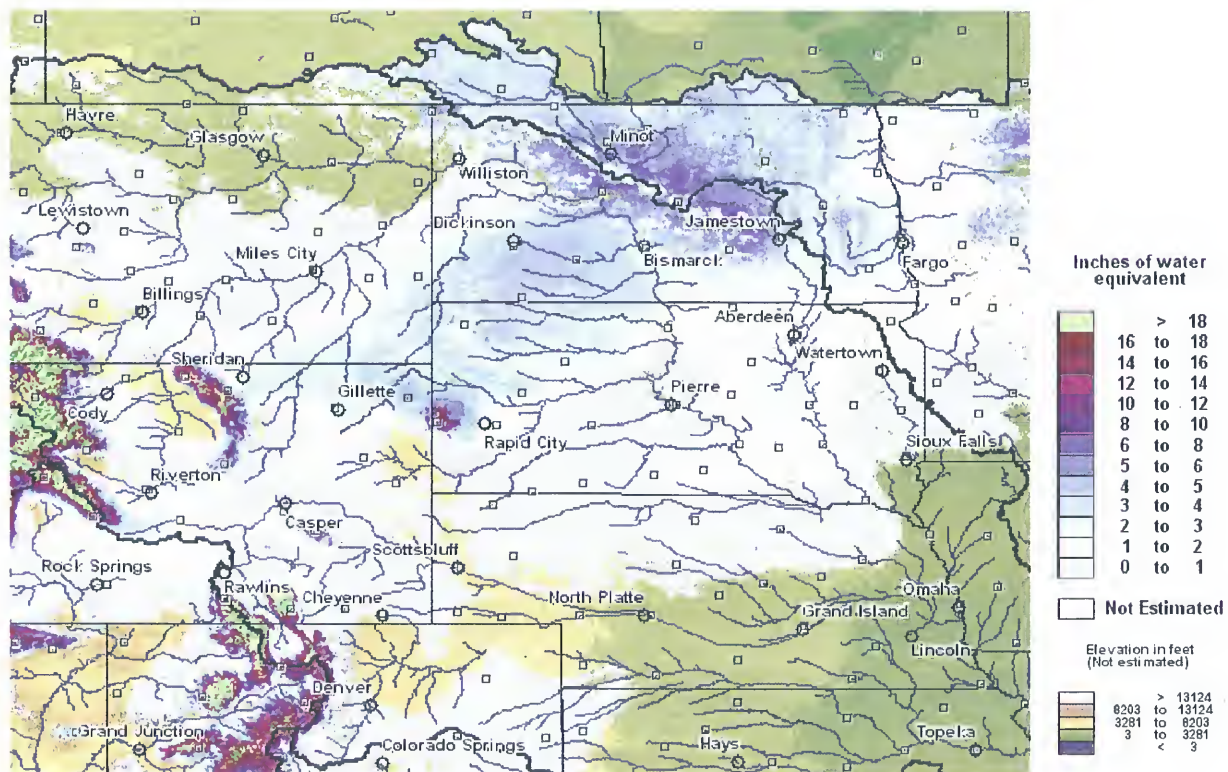 Havre
Glasgow
Minot
Williston
Lewistown
Dickinson
Jamestown
Miles City
Bismarck
Fargo
Billings
Aberdeen
Watertown
Sheridan
Gillette
Pierre
Cody
Rapid City
Sioux Falls
Riverton
Casper
Scottsbluff
Rock Springs
Rawlins
Cheyenne
North Platte
Omaha
Grand Island
Lincoln
Denver
Grand Junction
Colorado Springs
Hays
Topeka
Inches of water
equivalent
> 18
16 to 18
14 to 16
12 to 14
10 to 12
8 to 10
6 to 8
5 to 6
4 to 5
3 to 4
2 to 3
1 to 2
0 to 1
Not Estimated
Elevation in feet
(Not estimated)
> 13124
8203 to 13124
3281 to 8203
3 to 3281
< 3